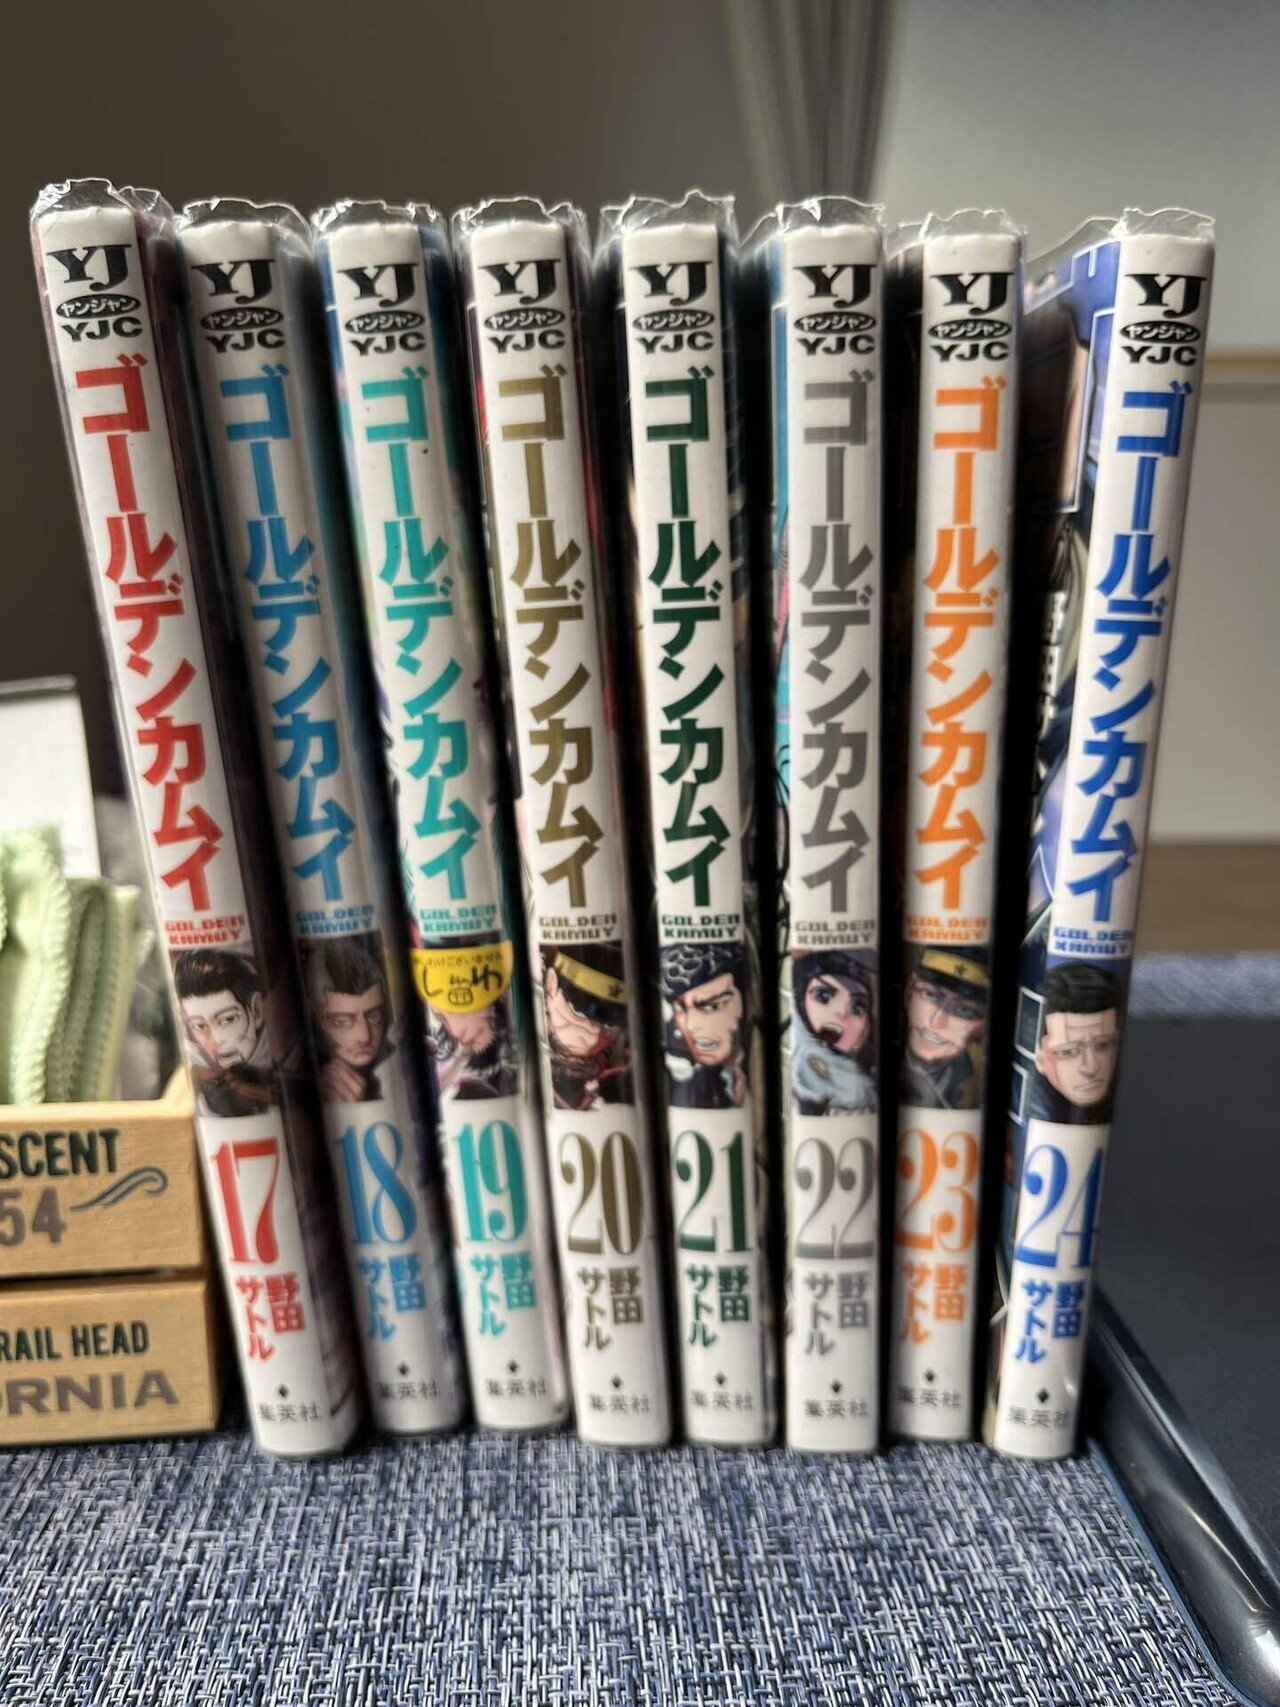 YJ
ヤンジャン
YJC
ゴールデンカムイ
GOLDEN
KAMUY
17
野田
サトル
集英社
YJ
ヤンジャン
YJC
ゴールデンカムイ
GOLDEN
KAMUY
18
野田
サトル
集英社
YJ
ヤンジャン
YJC
ゴールデンカムイ
GOLDEN
KAMUY
19
野田
サトル
集英社
YJ
ヤンジャン
YJC
ゴールデンカムイ
GOLDEN
KAMUY
20
野田
サトル
集英社
YJ
ヤンジャン
YJC
ゴールデンカムイ
GOLDEN
KAMUY
21
野田
サトル
集英社
YJ
ヤンジャン
YJC
ゴールデンカムイ
GOLDEN
KAMUY
22
野田
サトル
集英社
YJ
ヤンジャン
YJC
ゴールデンカムイ
GOLDEN
KAMUY
23
野田
サトル
集英社
YJ
ヤンジャン
YJC
ゴールデンカムイ
GOLDEN
KAMUY
24
野田
サトル
集英社
SCENT
54
RAIL HEAD
ORNIA